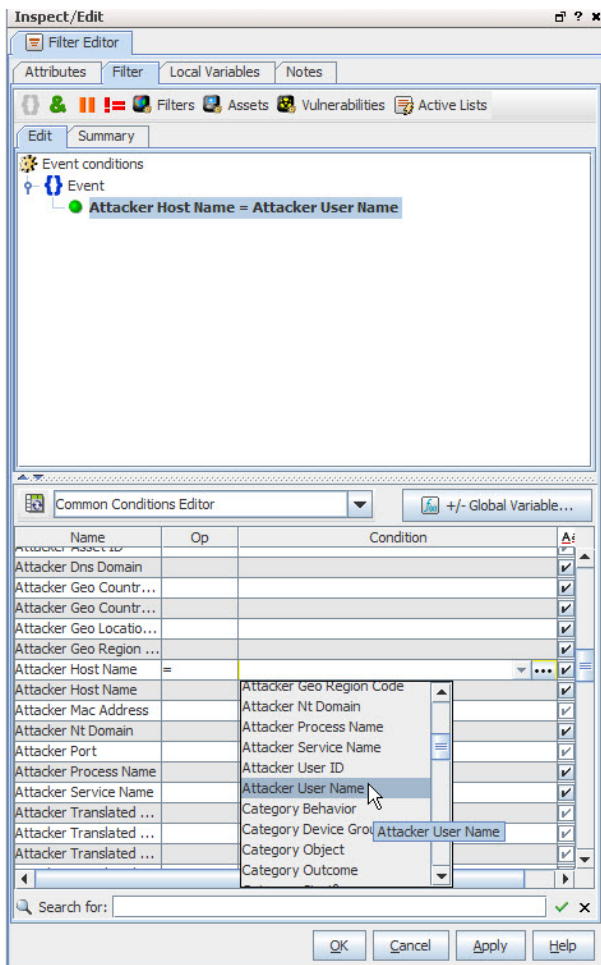 Inspect/Edit
Filter Editor
Attributes Filter Local Variables Notes
{} & || != Filters Assets Vulnerabilities Active Lists
Edit Summary
Event conditions
{} Event
Attacker Host Name = Attacker User Name
Common Conditions Editor +/- Global Variable...
Name Op Condition
Attacker Asset ID
Attacker Dns Domain
Attacker Geo Countr...
Attacker Geo Countr...
Attacker Geo Locatio...
Attacker Geo Region ...
Attacker Host Name = ...
Attacker Host Name Attacker Geo Region Code
Attacker Mac Address Attacker Nt Domain
Attacker Nt Domain Attacker Process Name
Attacker Port Attacker Service Name
Attacker Process Name Attacker User ID
Attacker Service Name Attacker User Name
Attacker Translated ... Category Behavior
Attacker Translated ... Category Device Grou Attacker User Name
Attacker Translated ... Category Object
Category Outcome
Search for:
OK Cancel Apply Help